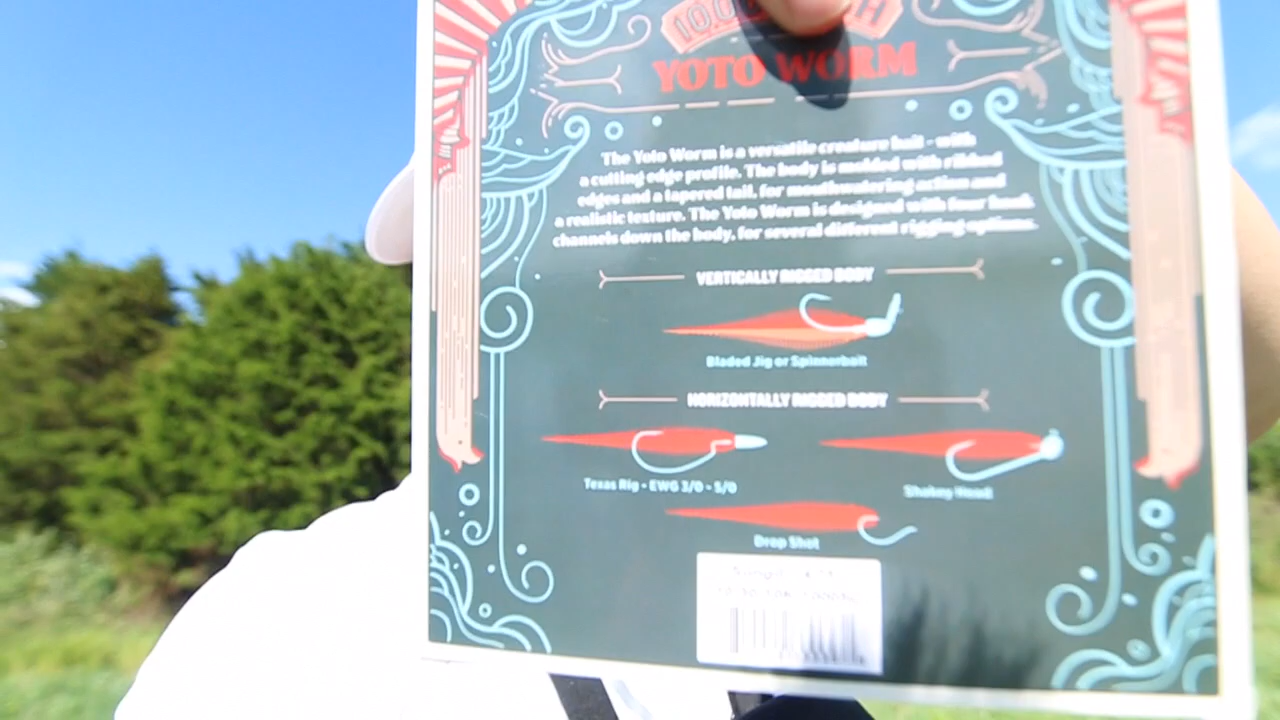 YOTO WORM
The Yoto Worm is a versatile creature bait - with
a cutting edge profile. The body is molded with ribbed
edges and a tapered tail, for mouthwatering action and
a realistic texture. The Yoto Worm is designed with four hook
channels down the body, for several different rigging options.
VERTICALLY RIGGED BODY
Bladed Jig or Spinnerbait
HORIZONTALLY RIGGED BODY
Texas Rig - EWG 3/0 - 5/0
Shakey Head
Drop Shot